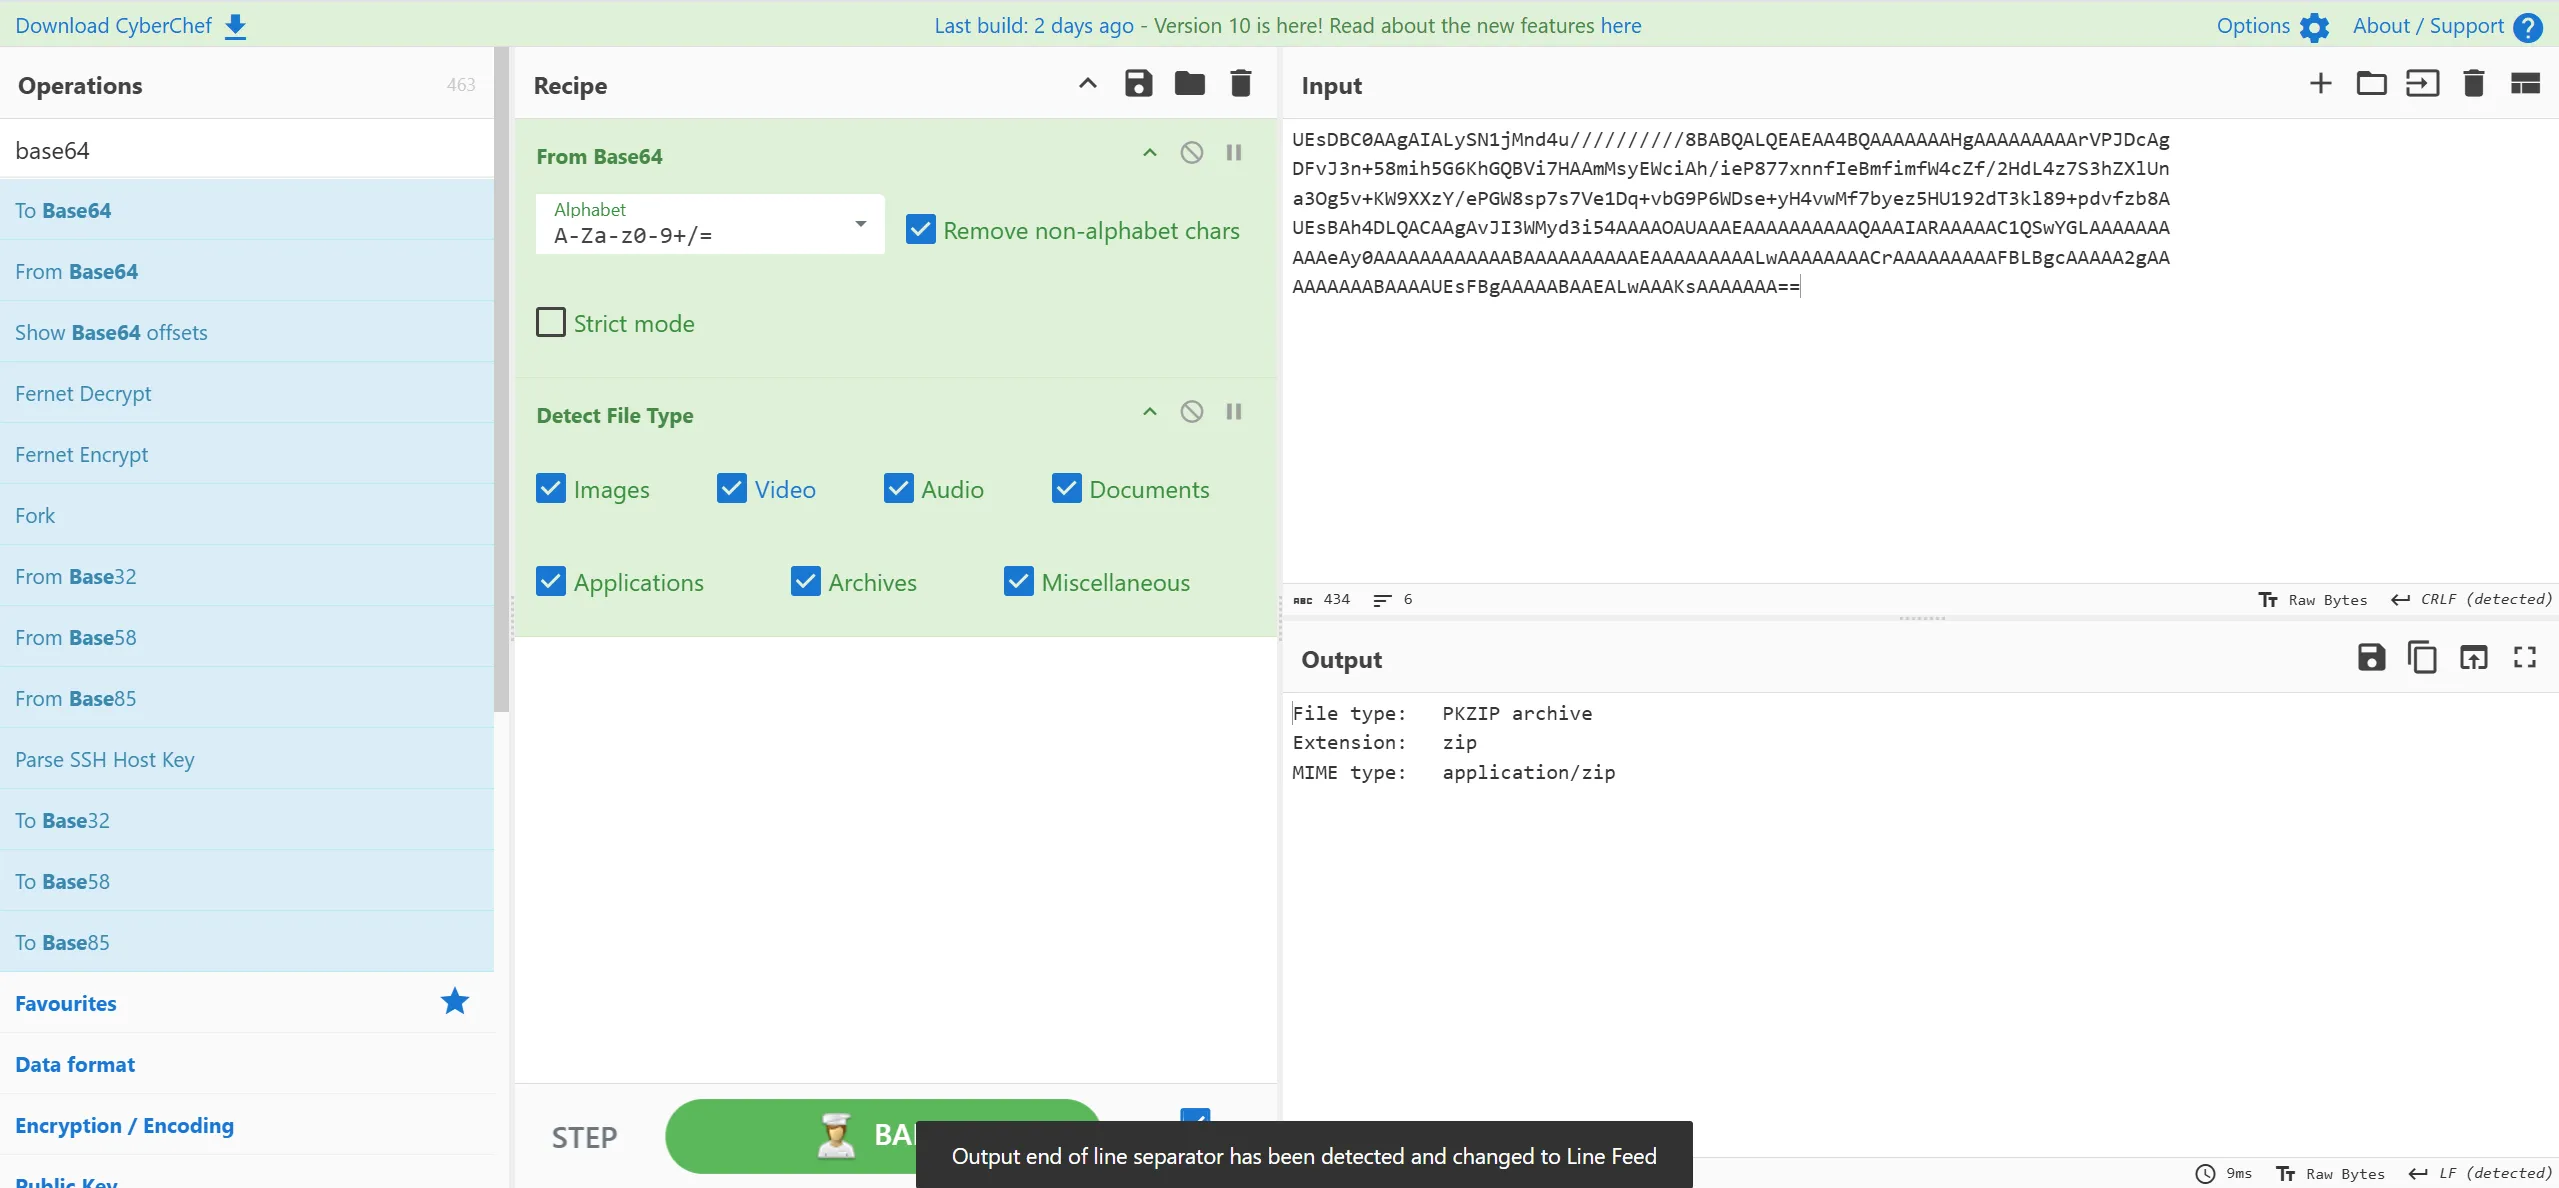 Download CyberChef
Last build: 2 days ago - Version 10 is here! Read about the new features here
Options
About / Support
Operations
463
base64
To Base64
From Base64
Show Base64 offsets
Fernet Decrypt
Fernet Encrypt
Fork
From Base32
From Base58
From Base85
Parse SSH Host Key
To Base32
To Base58
To Base85
Favourites
Data format
Encryption / Encoding
Public Key
Recipe
From Base64
Alphabet
A-Za-z0-9+/=
Remove non-alphabet chars
Strict mode
Detect File Type
Images
Video
Audio
Documents
Applications
Archives
Miscellaneous
STEP
BA
Input
UEsDBC0AAgAIALySN1jMnd4u//////////8BABQALQEAEAA4BQAAAAAAAHgAAAAAAAAArVPJDcAg
DFvJ3n+58mih5G6KhGQBVi7HAAmMsyEWciAh/ieP877xnnfIeBmfimfW4cZf/2HdL4z7S3hZXlUn
a3Og5v+KW9XXzY/ePGW8sp7s7Ve1Dq+vbG9P6WDse+yH4vwMf7byez5HU192dT3kl89+pdvfzb8A
UEsBAh4DLQACAAgAvJI3WMyd3i54AAAAOAUAAAEAAAAAAAAAAAAQAAAIARAAAAAC1QSwYGLAAAAAAA
AAAeAy0AAAAAAAAAAAAABAAAAAAAAAAEAAAAAAAAALwAAAAAAAACrAAAAAAAAAFBLBgcAAAAA2gAA
AAAAAAABAAAAUEsFBgAAAAABAAEALwAAAKsAAAAAAA==
ABC 434
6
Raw Bytes
CRLF (detected)
Output
File type: PKZIP archive
Extension: zip
MIME type: application/zip
Output end of line separator has been detected and changed to Line Feed
9ms
Raw Bytes
LF (detected)